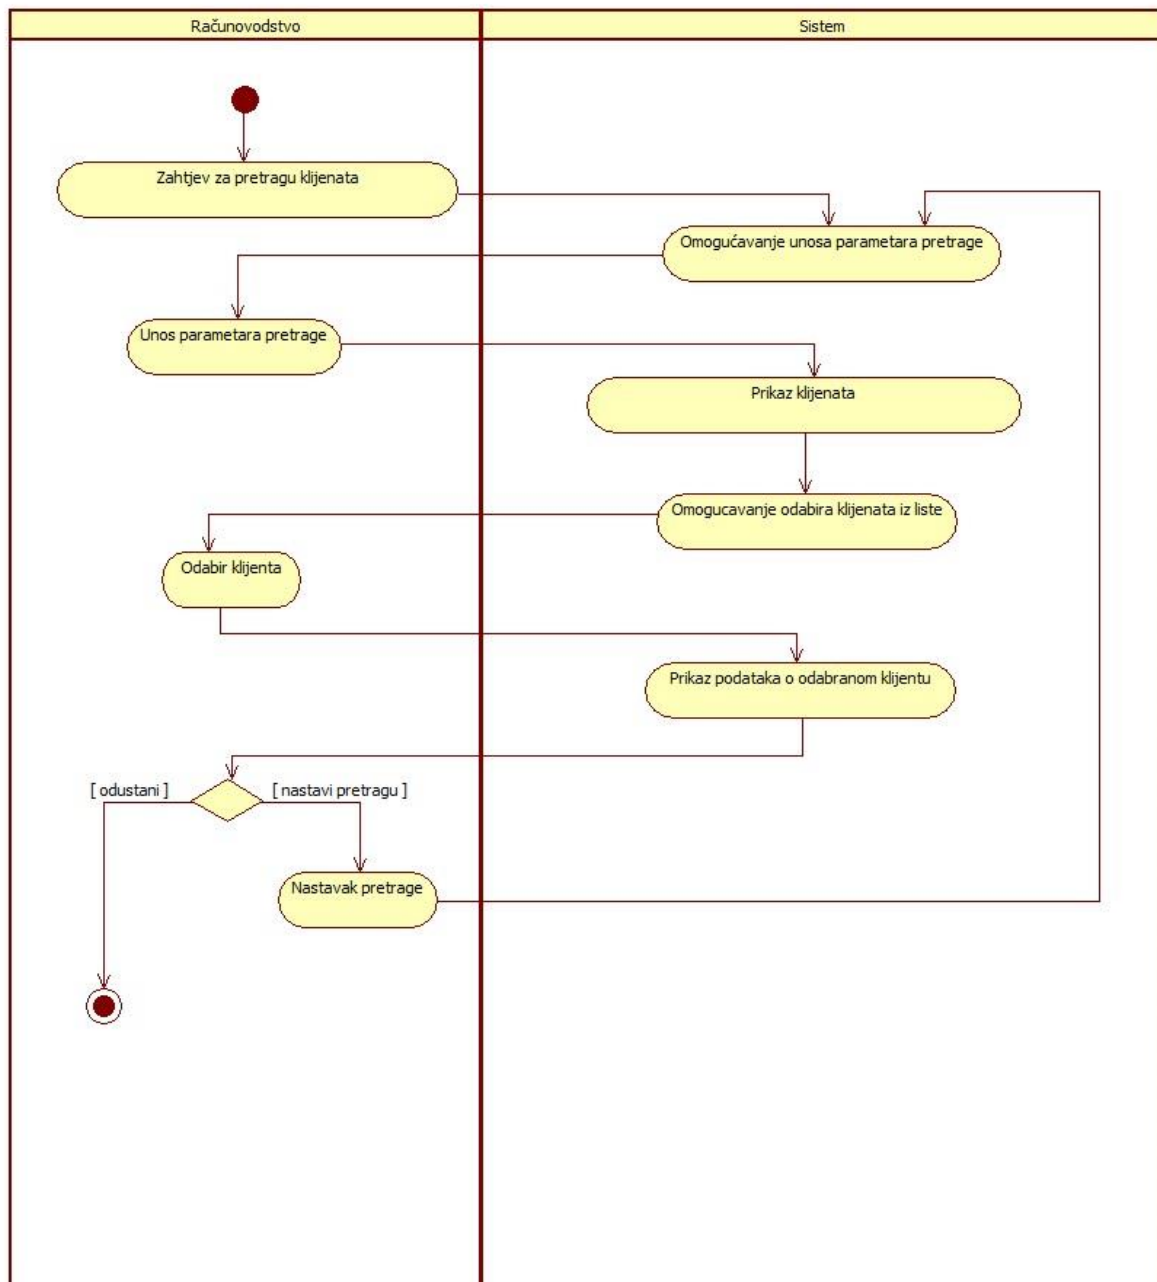 Računovodstvo
Sistem
Zahtjev za pretragu klijenata
Omogućavanje unosa parametara pretrage
Unos parametara pretrage
Prikaz klijenata
Omogucavanje odabira klijenata iz liste
Odabir klijenta
Prikaz podataka o odabranom klijentu
[ odustani ]
[ nastavi pretragu ]
Nastavak pretrage